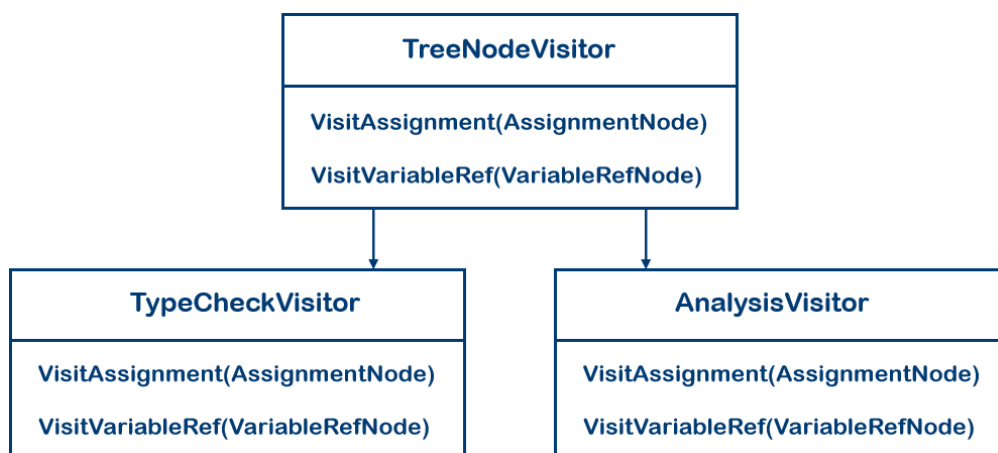 TreeNodeVisitor
VisitAssignment(AssignmentNode)
VisitVariableRef(VariableRefNode)
TypeCheckVisitor
VisitAssignment(AssignmentNode)
VisitVariableRef(VariableRefNode)
AnalysisVisitor
VisitAssignment(AssignmentNode)
VisitVariableRef(VariableRefNode)